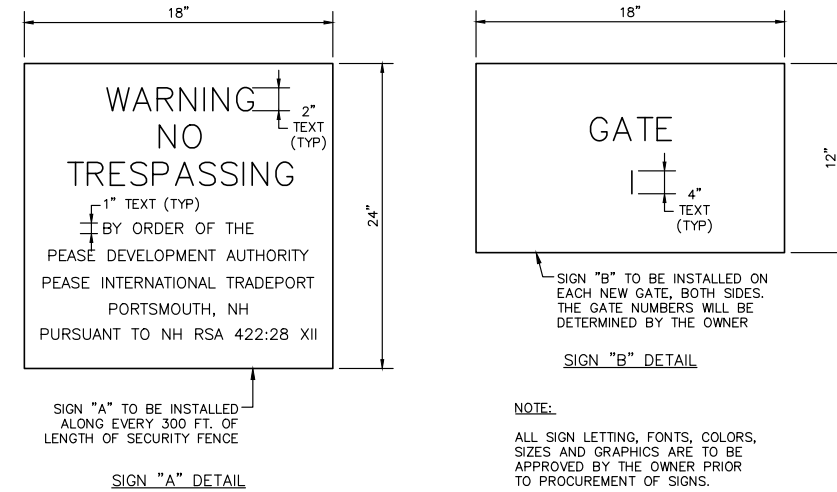 18"
WARNING
NO
TRESPASSING
2"
TEXT
(TYP)
1" TEXT (TYP)
BY ORDER OF THE
PEASE DEVELOPMENT AUTHORITY
PEASE INTERNATIONAL TRADEPORT
PORTSMOUTH, NH
PURSUANT TO NH RSA 422:28 XII
24"
SIGN "A" TO BE INSTALLED
ALONG EVERY 300 FT. OF
LENGTH OF SECURITY FENCE
SIGN "A" DETAIL
18"
GATE
1
4"
TEXT
(TYP)
12"
SIGN "B" TO BE INSTALLED ON
EACH NEW GATE, BOTH SIDES.
THE GATE NUMBERS WILL BE
DETERMINED BY THE OWNER
SIGN "B" DETAIL
NOTE:
ALL SIGN LETTING, FONTS, COLORS,
SIZES AND GRAPHICS ARE TO BE
APPROVED BY THE OWNER PRIOR
TO PROCUREMENT OF SIGNS.